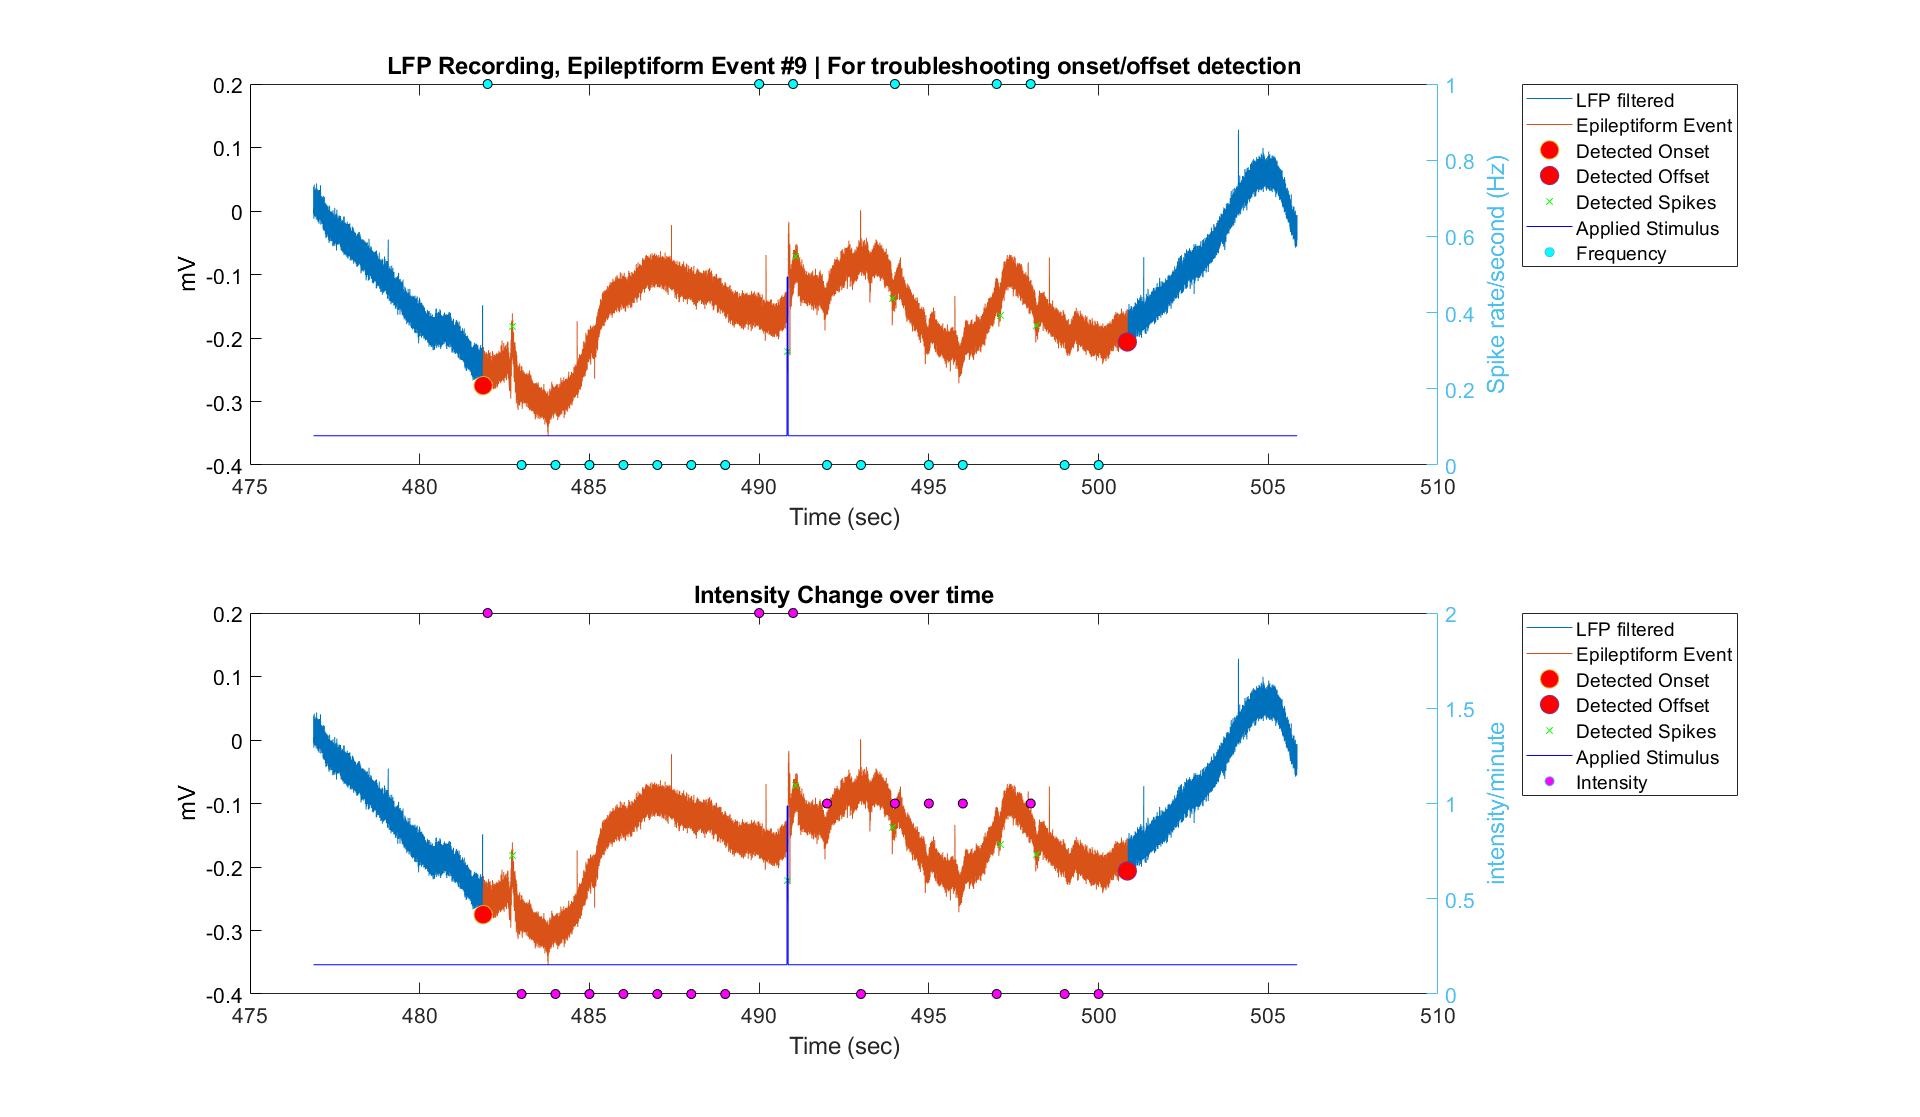 LFP Recording, Epileptiform Event #9 | For troubleshooting onset/offset detection
0.2
0.1
0
-0.1
-0.2
-0.3
-0.4
mV
475 480 485 490 495 500 505 510
Time (sec)
1
0.8
0.6
0.4
0.2
0
Spike rate/second (Hz)
LFP filtered
Epileptiform Event
Detected Onset
Detected Offset
Detected Spikes
Applied Stimulus
Frequency
Intensity Change over time
0.2
0.1
0
-0.1
-0.2
-0.3
-0.4
mV
475 480 485 490 495 500 505 510
Time (sec)
2
1.5
1
0.5
0
intensity/minute
LFP filtered
Epileptiform Event
Detected Onset
Detected Offset
Detected Spikes
Applied Stimulus
Intensity